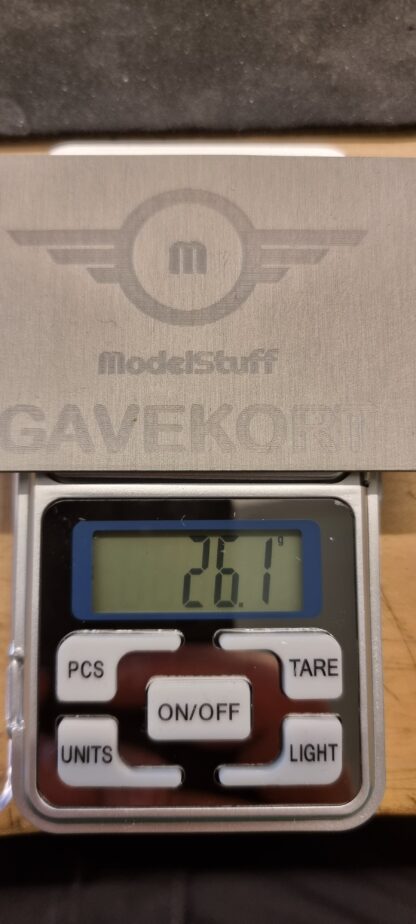 m
ModelStuff
GAVEKORT
26.1 g
PCS
TARE
ON/OFF
UNITS
LIGHT